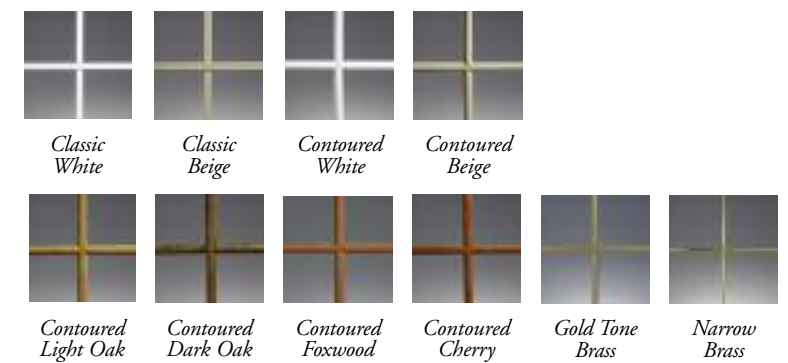 Classic
White
Classic
Beige
Contoured
White
Contoured
Beige
Contoured
Light Oak
Contoured
Dark Oak
Contoured
Foxwood
Contoured
Cherry
Gold Tone
Brass
Narrow
Brass